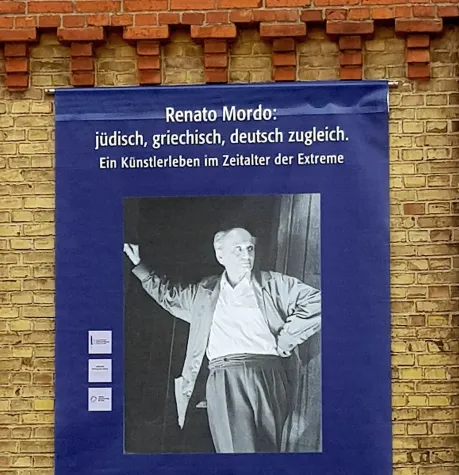 Renato Mordo:
jüdisch, griechisch, deutsch zugleich.
Ein Künstlerleben im Zeitalter der Extreme